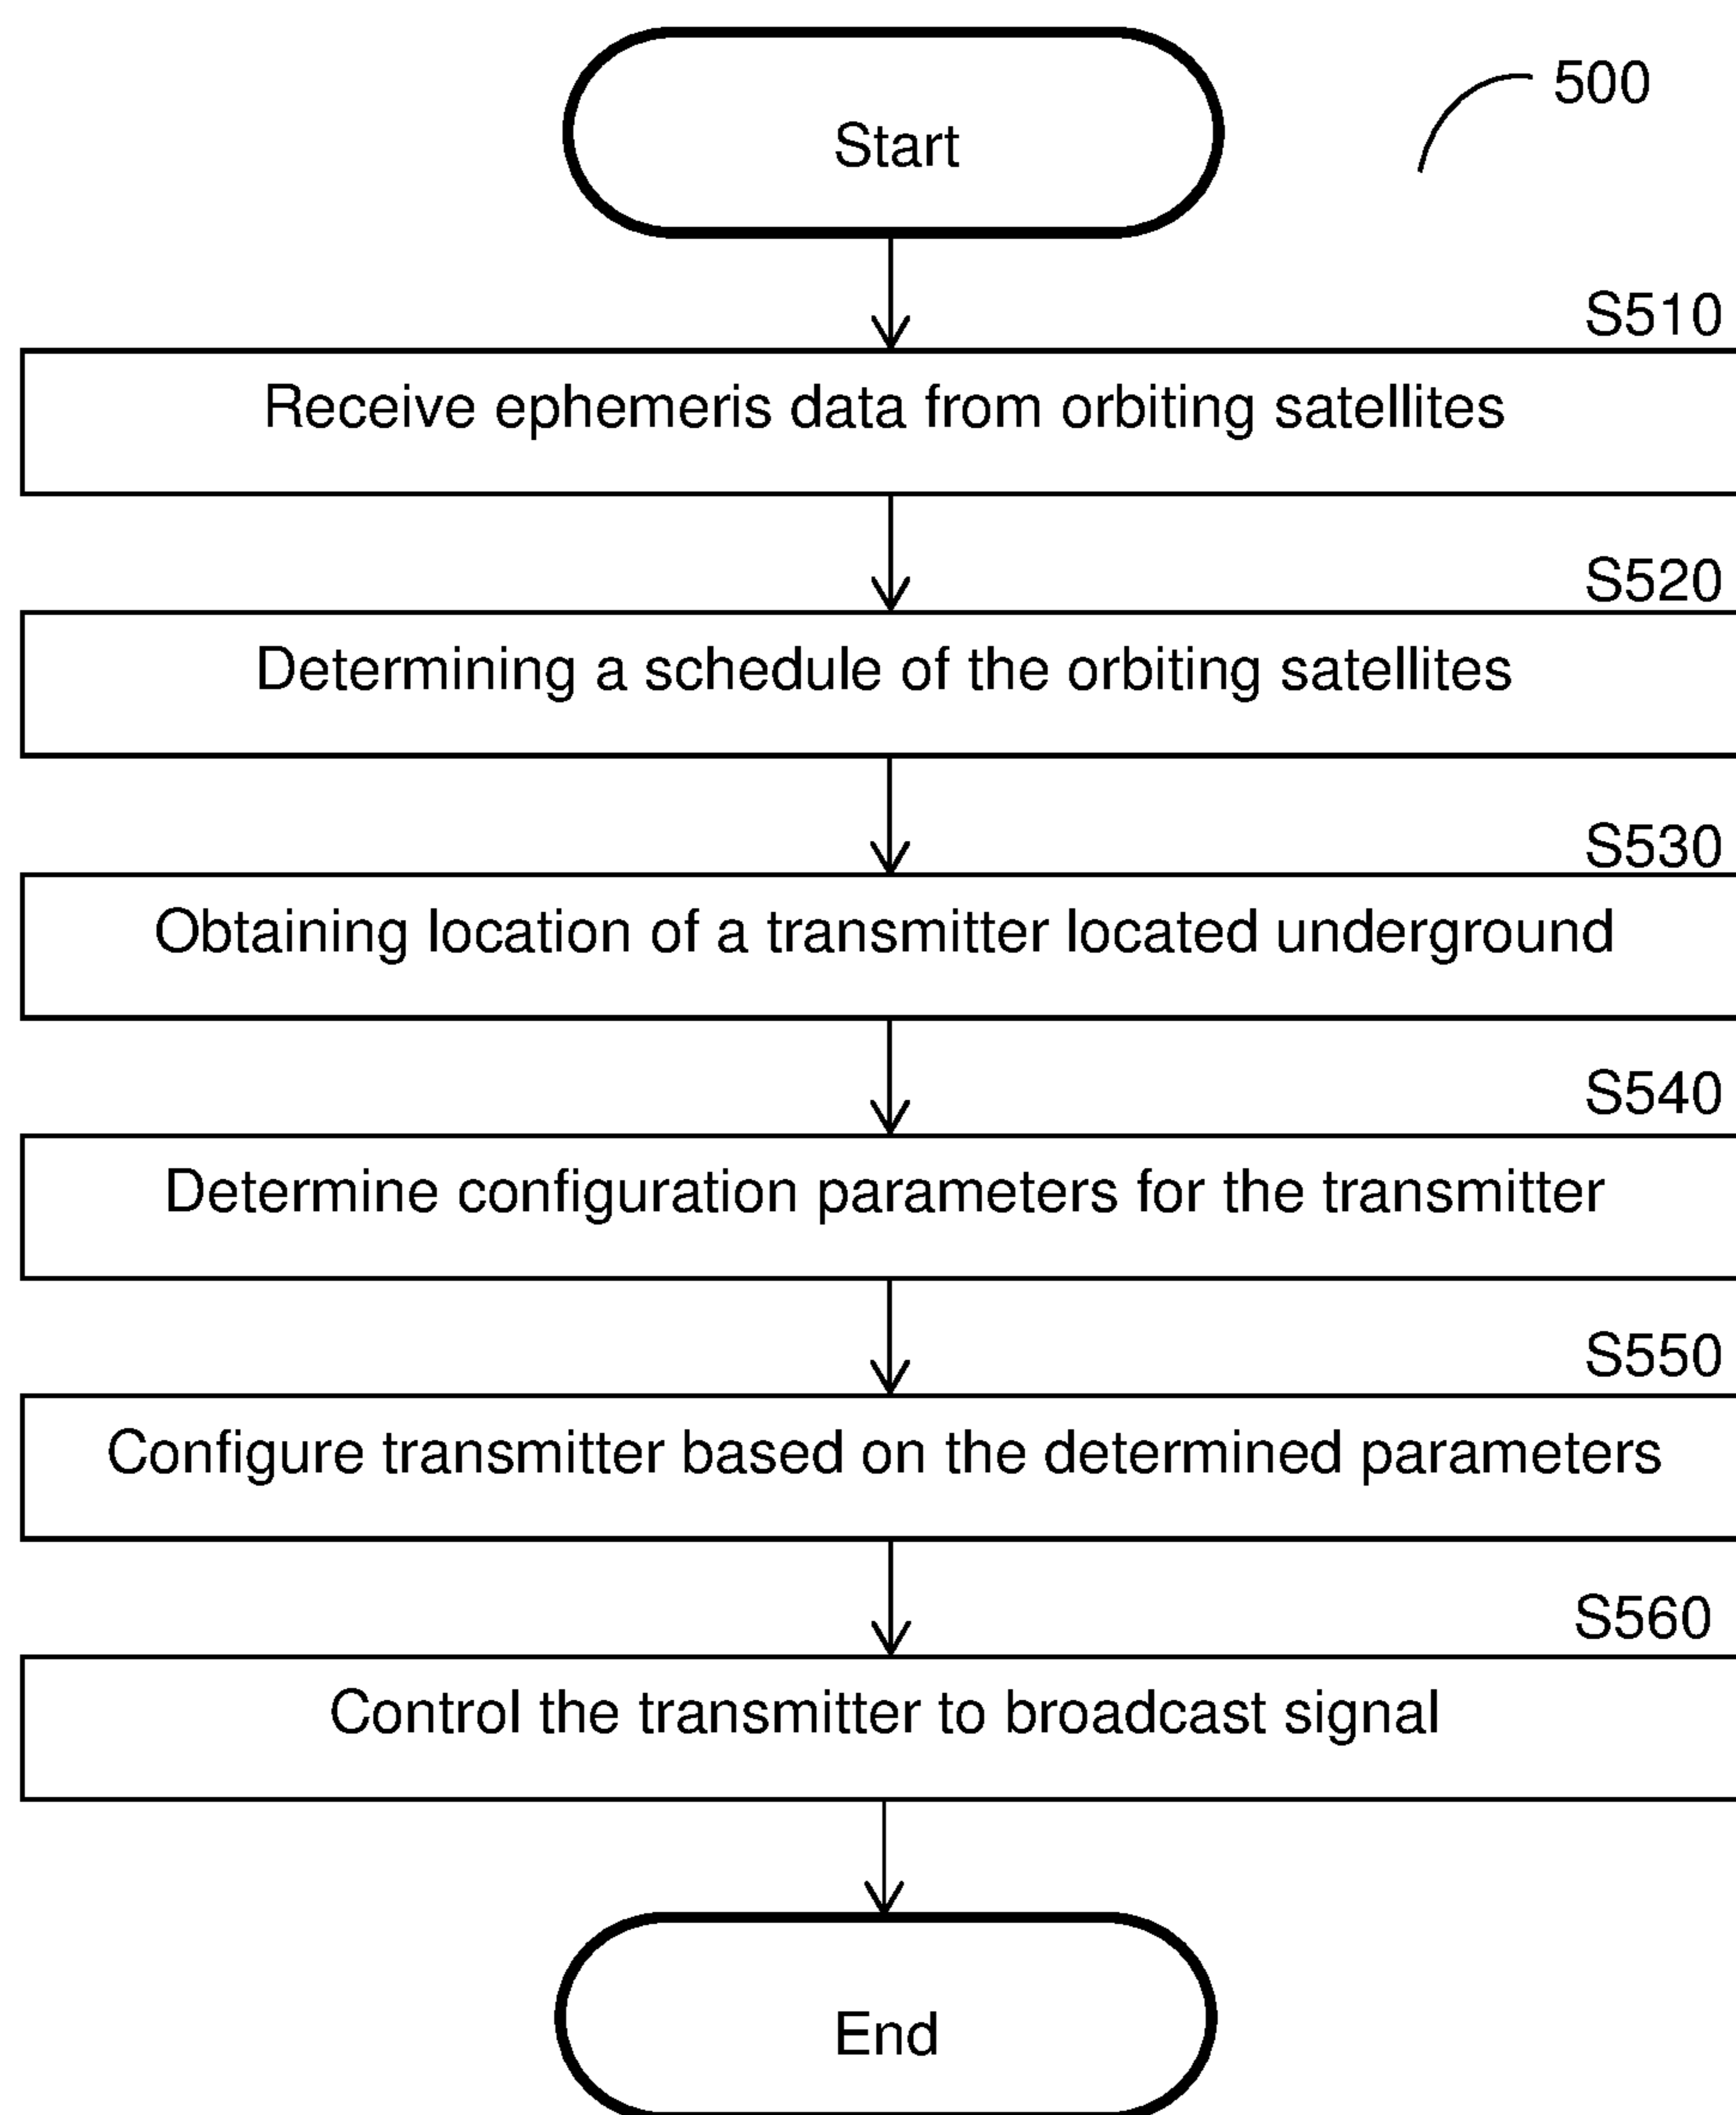 Start
500
S510
Receive ephemeris data from orbiting satellites
S520
Determining a schedule of the orbiting satellites
S530
Obtaining location of a transmitter located underground
S540
Determine configuration parameters for the transmitter
S550
Configure transmitter based on the determined parameters
S560
Control the transmitter to broadcast signal
End